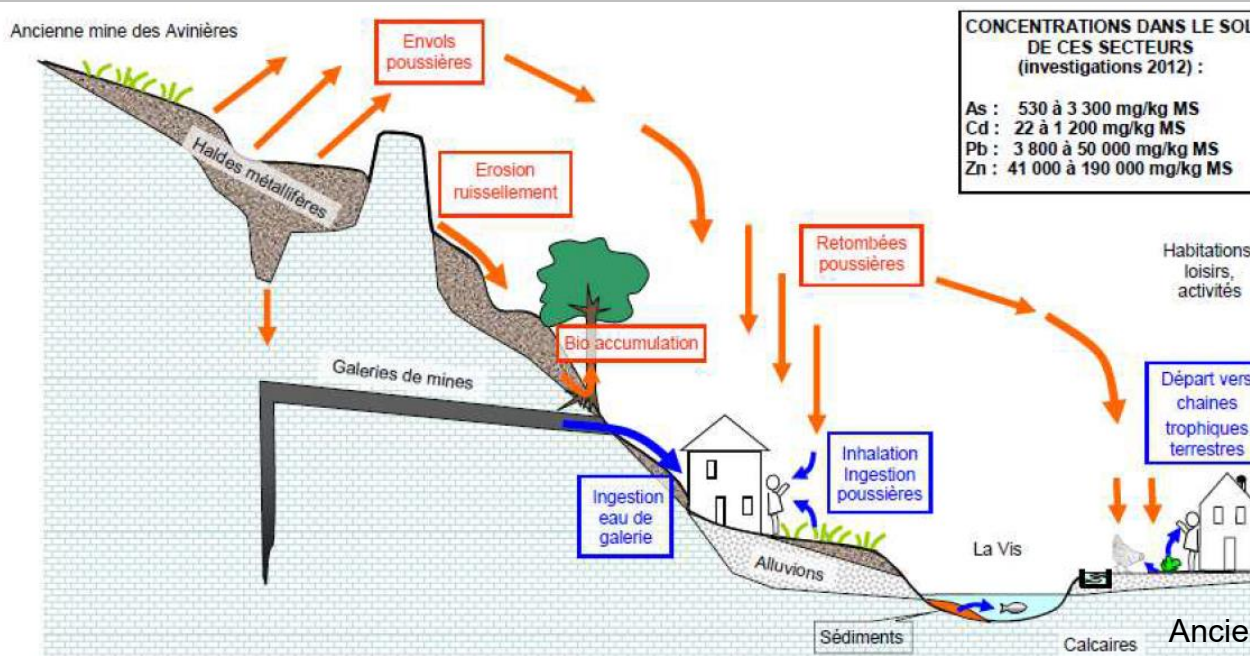 Ancienne mine des Avinières
Envols
poussières
CONCENTRATIONS DANS LE SOL
DE CES SECTEURS
(investigations 2012) :
As : 530 à 3 300 mg/kg MS
Cd : 22 à 1 200 mg/kg MS
Pb : 3 800 à 50 000 mg/kg MS
Zn : 41 000 à 190 000 mg/kg MS
Haldes métallifères
Erosion
ruissellement
Retombées
poussières
Habitations,
loisirs,
activités
Bio accumulation
Galeries de mines
Départ vers
chaines
trophiques
terrestres
Inhalation
Ingestion
poussières
Ingestion
eau de
galerie
Alluvions
La Vis
Sédiments
Calcaires
Ancie